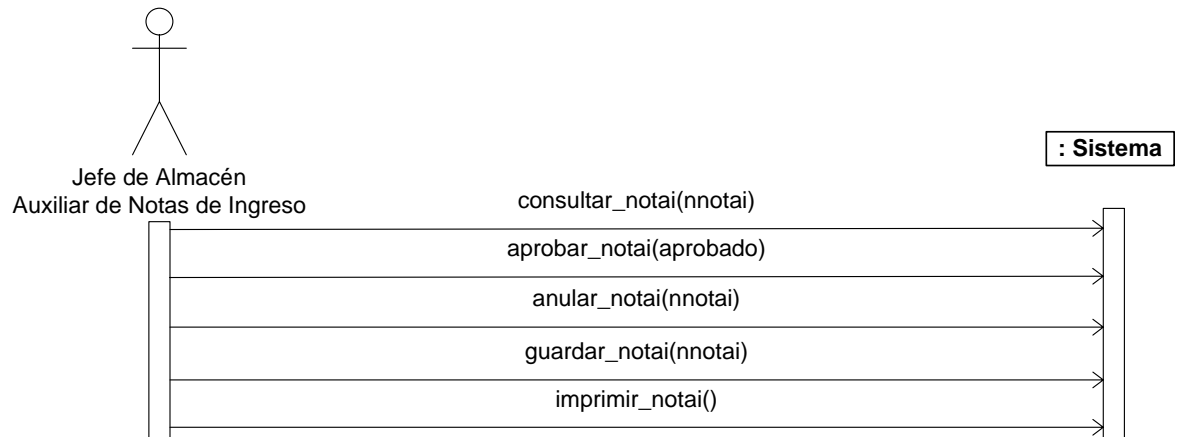 : Sistema
Jefe de Almacén
Auxiliar de Notas de Ingreso
consultar_notai(nnotai)
aprobar_notai(aprobado)
anular_notai(nnotai)
guardar_notai(nnotai)
imprimir_notai()